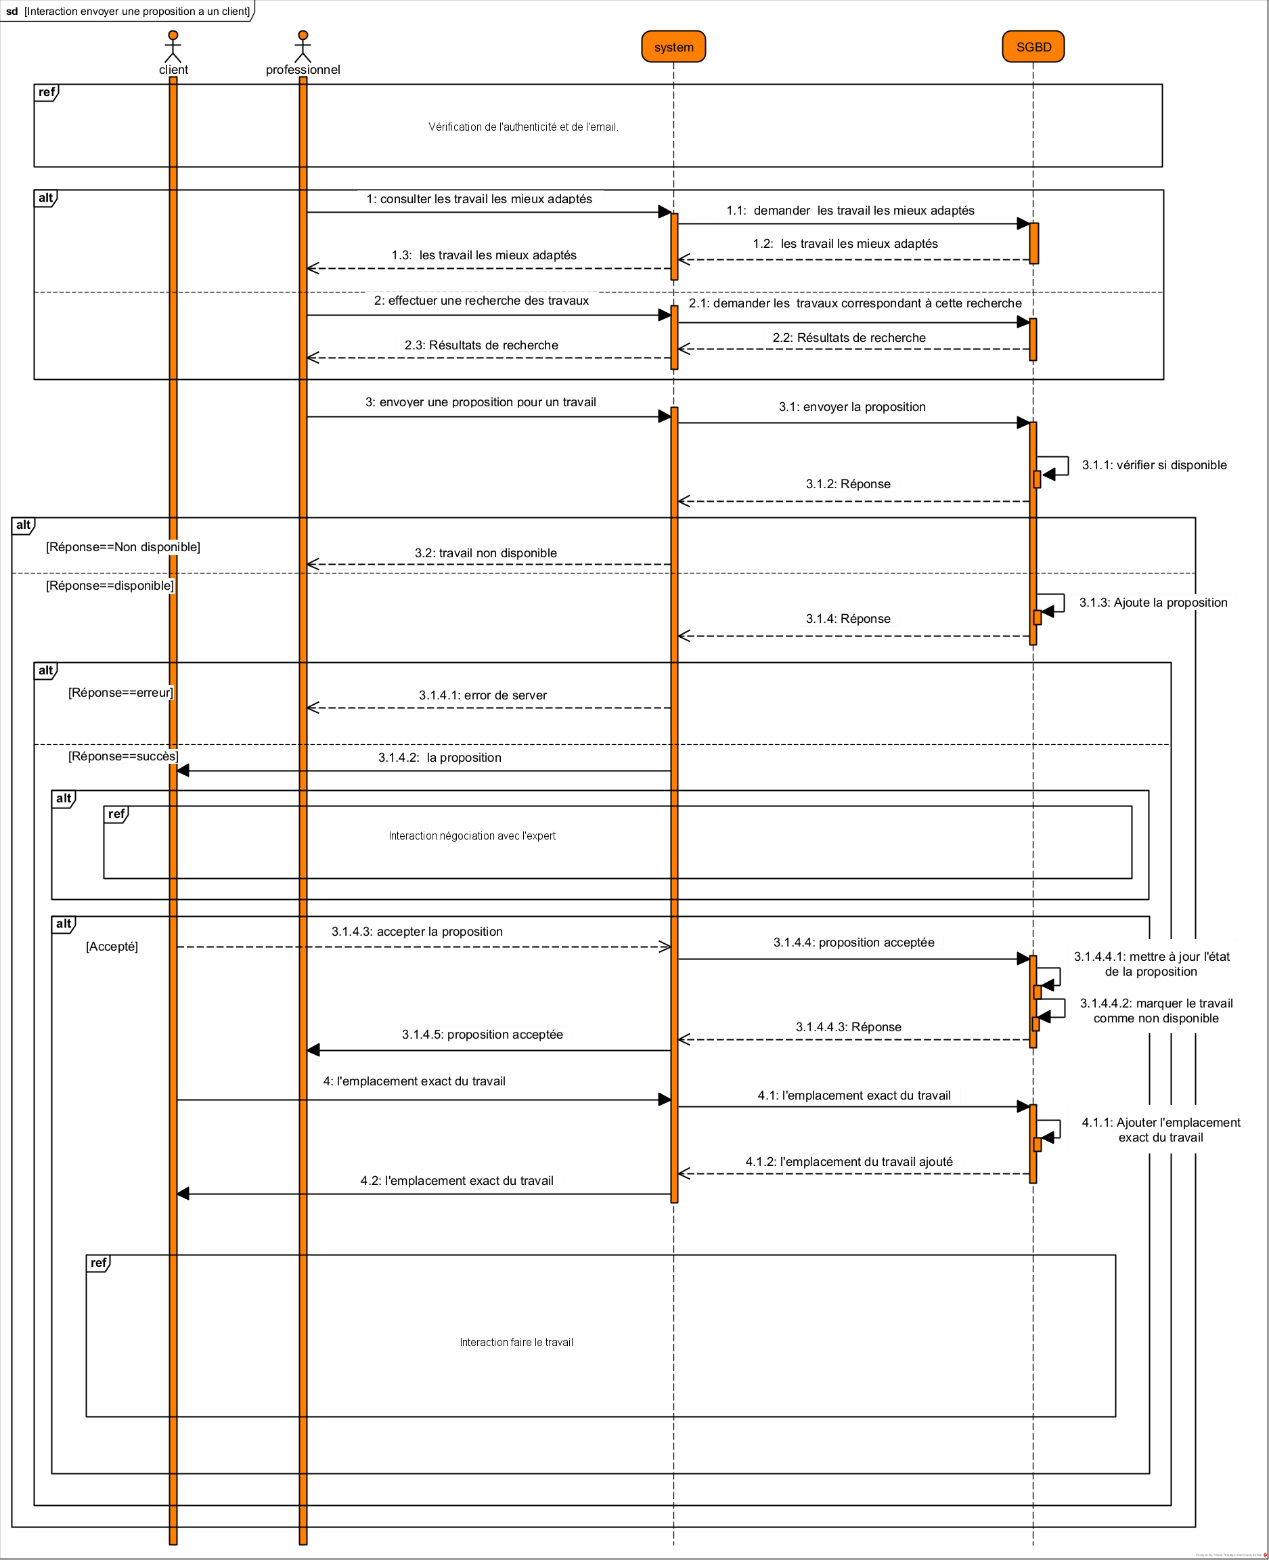 sd [Interaction envoyer une proposition a un client]
system
SGBD
client
professionnel
ref
Vérification de l'authenticité et de l'email.
alt
1: consulter les travail les mieux adaptés
1.1: demander les travail les mieux adaptés
1.2: les travail les mieux adaptés
1.3: les travail les mieux adaptés
2: effectuer une recherche des travaux
2.1: demander les travaux correspondant à cette recherche
2.2: Résultats de recherche
2.3: Résultats de recherche
3: envoyer une proposition pour un travail
3.1: envoyer la proposition
3.1.1: vérifier si disponible
3.1.2: Réponse
alt
[Réponse==Non disponible]
3.2: travail non disponible
[Réponse==disponible]
3.1.3: Ajoute la proposition
3.1.4: Réponse
alt
[Réponse==erreur]
3.1.4.1: error de server
[Réponse==succès]
3.1.4.2: la proposition
alt
ref
Interaction négociation avec l'expert
alt
3.1.4.3: accepter la proposition
[Accepté]
3.1.4.4: proposition acceptée
3.1.4.4.1: mettre à jour l'état
de la proposition
3.1.4.4.2: marquer le travail
comme non disponible
3.1.4.4.3: Réponse
3.1.4.5: proposition acceptée
4: l'emplacement exact du travail
4.1: l'emplacement exact du travail
4.1.1: Ajouter l'emplacement
exact du travail
4.1.2: l'emplacement du travail ajouté
4.2: l'emplacement exact du travail
ref
Interaction faire le travail